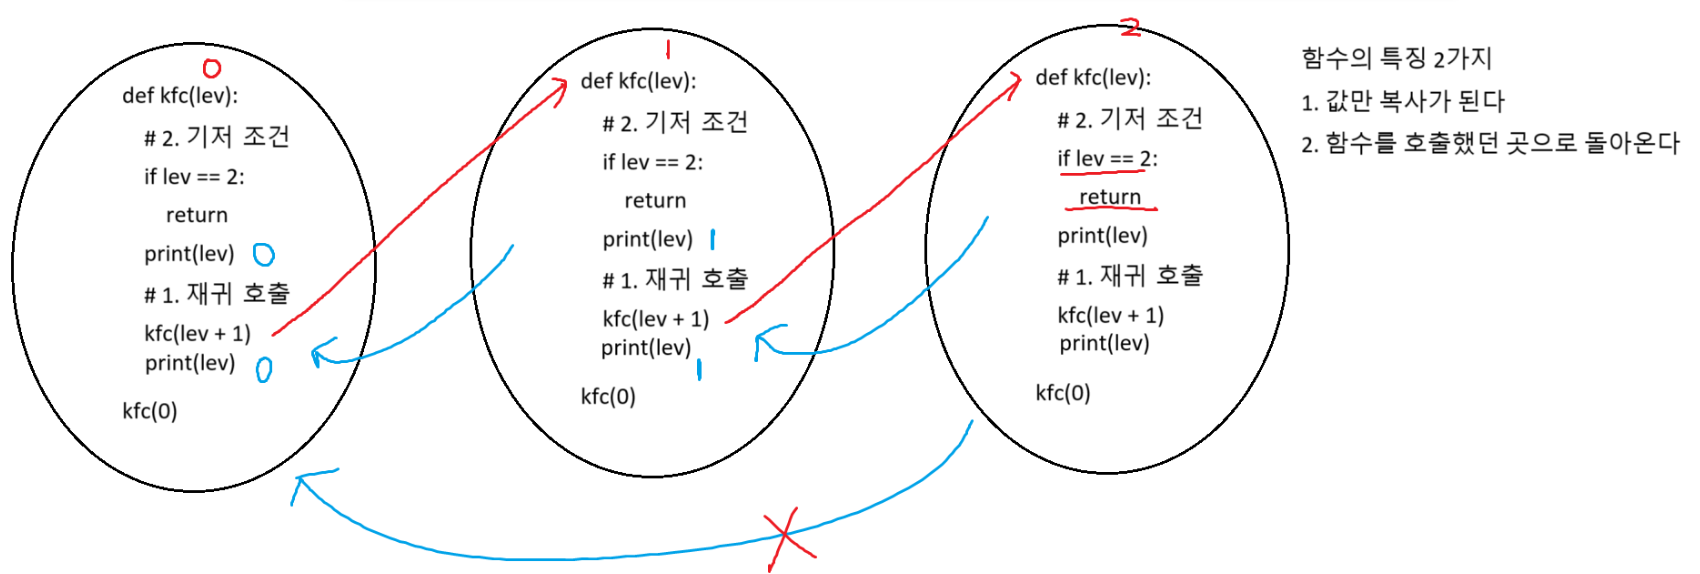 0
def kfc(lev):
# 2. 기저 조건
if lev == 2:
return
print(lev) 0
# 1. 재귀 호출
kfc(lev + 1)
print(lev) 0
kfc(0)
1
def kfc(lev):
# 2. 기저 조건
if lev == 2:
return
print(lev) 1
# 1. 재귀 호출
kfc(lev + 1)
print(lev)
1
kfc(0)
2
def kfc(lev):
# 2. 기저 조건
if lev == 2:
return
print(lev)
# 1. 재귀 호출
kfc(lev + 1)
print(lev)
kfc(0)
함수의 특징 2가지
1. 값만 복사가 된다
2. 함수를 호출했던 곳으로 돌아온다